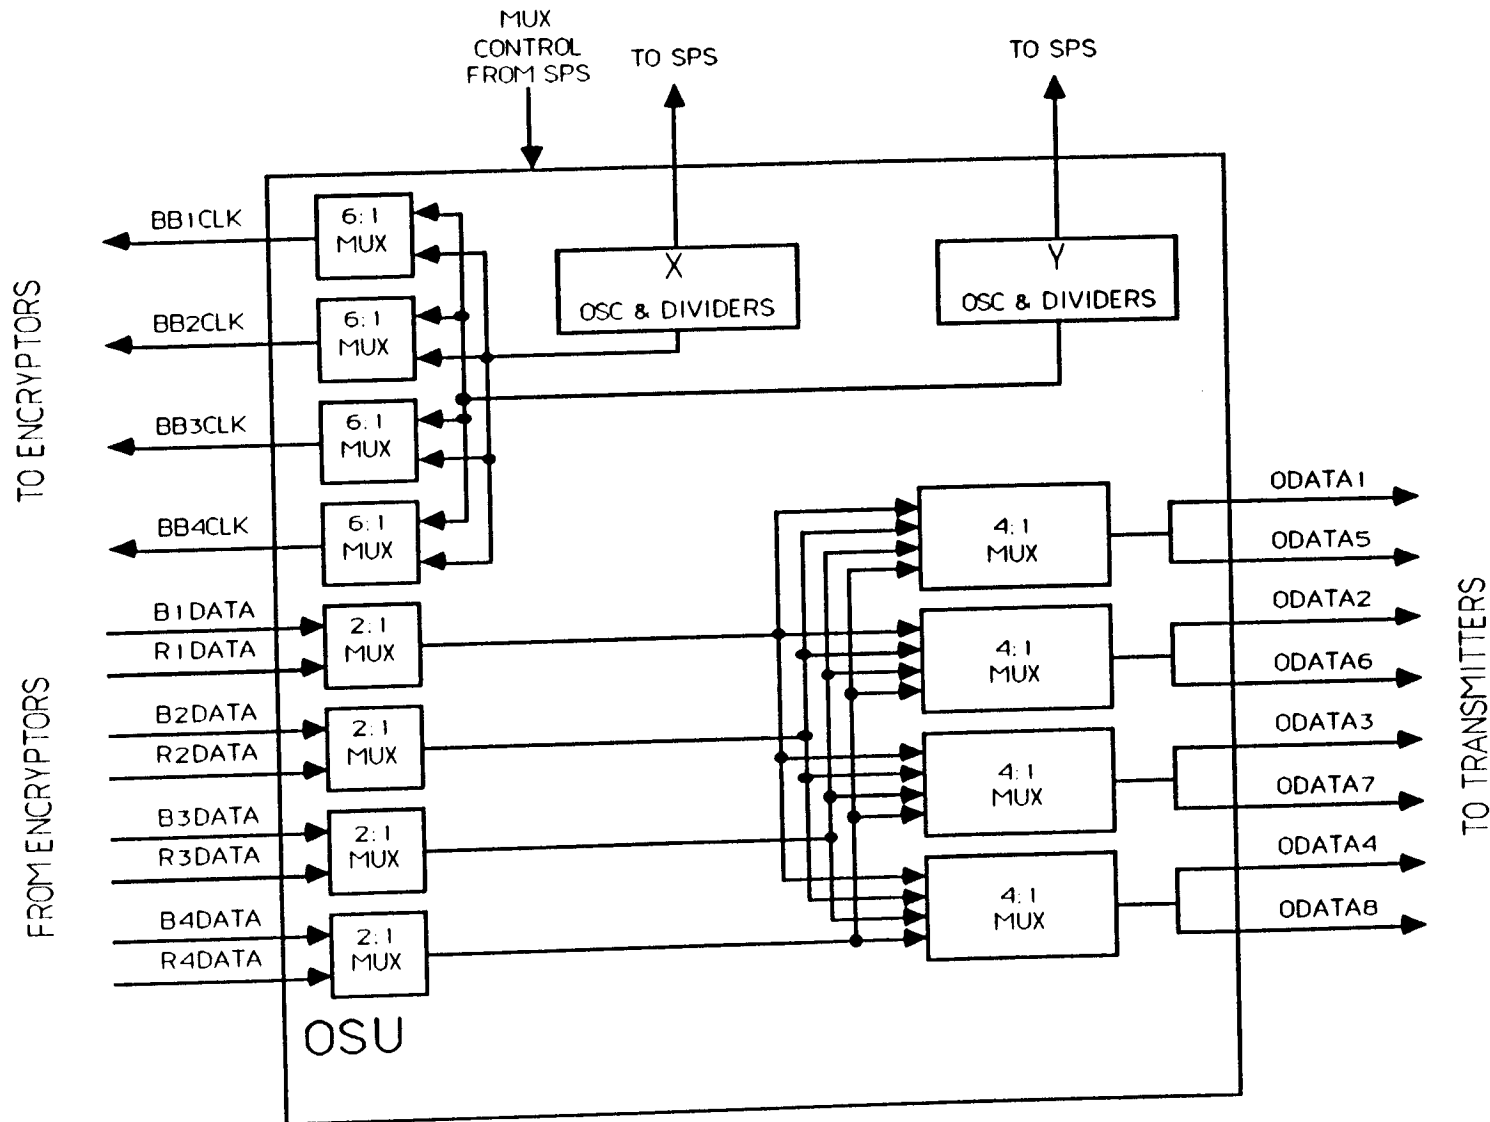 MUX
CONTROL
FROM SPS
TO SPS
TO SPS
BB1CLK
6:1
MUX
X
OSC & DIVIDERS
Y
OSC & DIVIDERS
BB2CLK
6:1
MUX
BB3CLK
6:1
MUX
BB4CLK
6:1
MUX
TO ENCRYPTORS
B1DATA
R1DATA
2:1
MUX
B2DATA
R2DATA
2:1
MUX
B3DATA
R3DATA
2:1
MUX
B4DATA
R4DATA
2:1
MUX
FROM ENCRYPTORS
4:1
MUX
ODATA1
ODATA5
4:1
MUX
ODATA2
ODATA6
4:1
MUX
ODATA3
ODATA7
4:1
MUX
ODATA4
ODATA8
TO TRANSMITTERS
OSU